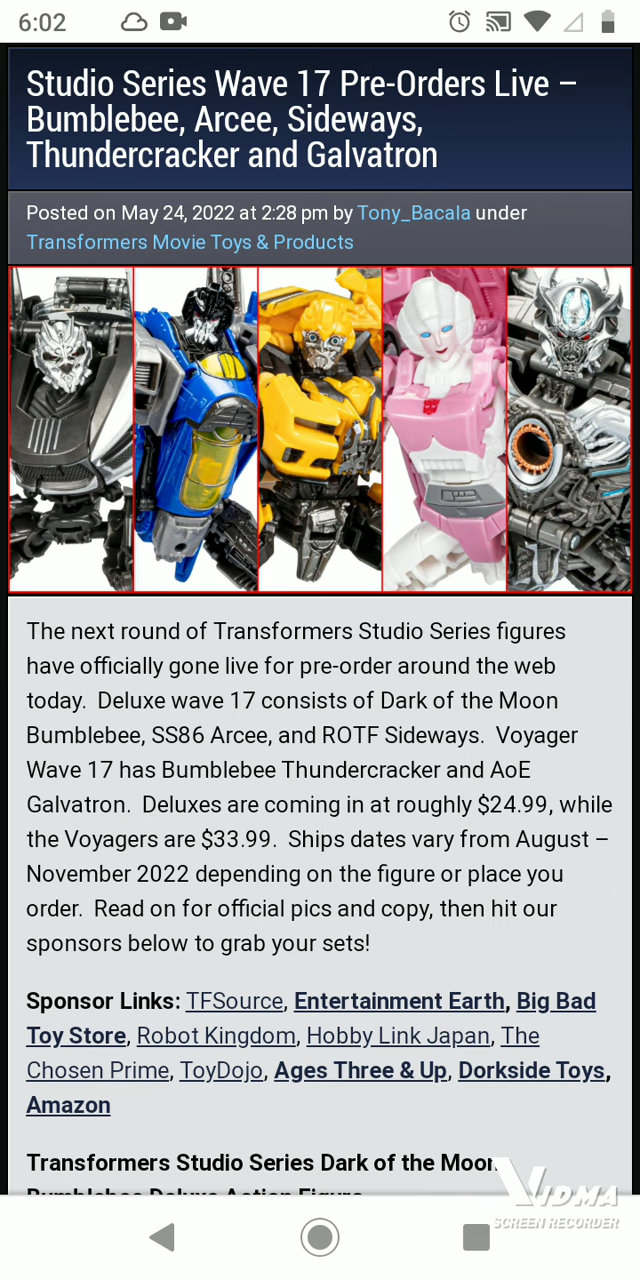 6:02
Studio Series Wave 17 Pre-Orders Live –
Bumblebee, Arcee, Sideways,
Thundercracker and Galvatron
Posted on May 24, 2022 at 2:28 pm by Tony_Bacala under
Transformers Movie Toys & Products
The next round of Transformers Studio Series figures
have officially gone live for pre-order around the web
today.  Deluxe wave 17 consists of Dark of the Moon
Bumblebee, SS86 Arcee, and ROTF Sideways.  Voyager
Wave 17 has Bumblebee Thundercracker and AoE
Galvatron.  Deluxes are coming in at roughly $24.99, while
the Voyagers are $33.99.  Ships dates vary from August –
November 2022 depending on the figure or place you
order.  Read on for official pics and copy, then hit our
sponsors below to grab your sets!
Sponsor Links: TFSource, Entertainment Earth, Big Bad
Toy Store, Robot Kingdom, Hobby Link Japan, The
Chosen Prime, ToyDojo, Ages Three & Up, Dorkside Toys,
Amazon
Transformers Studio Series Dark of the Moon
Bumblebee Deluxe Action Figure
VIDMA
SCREEN RECORDER